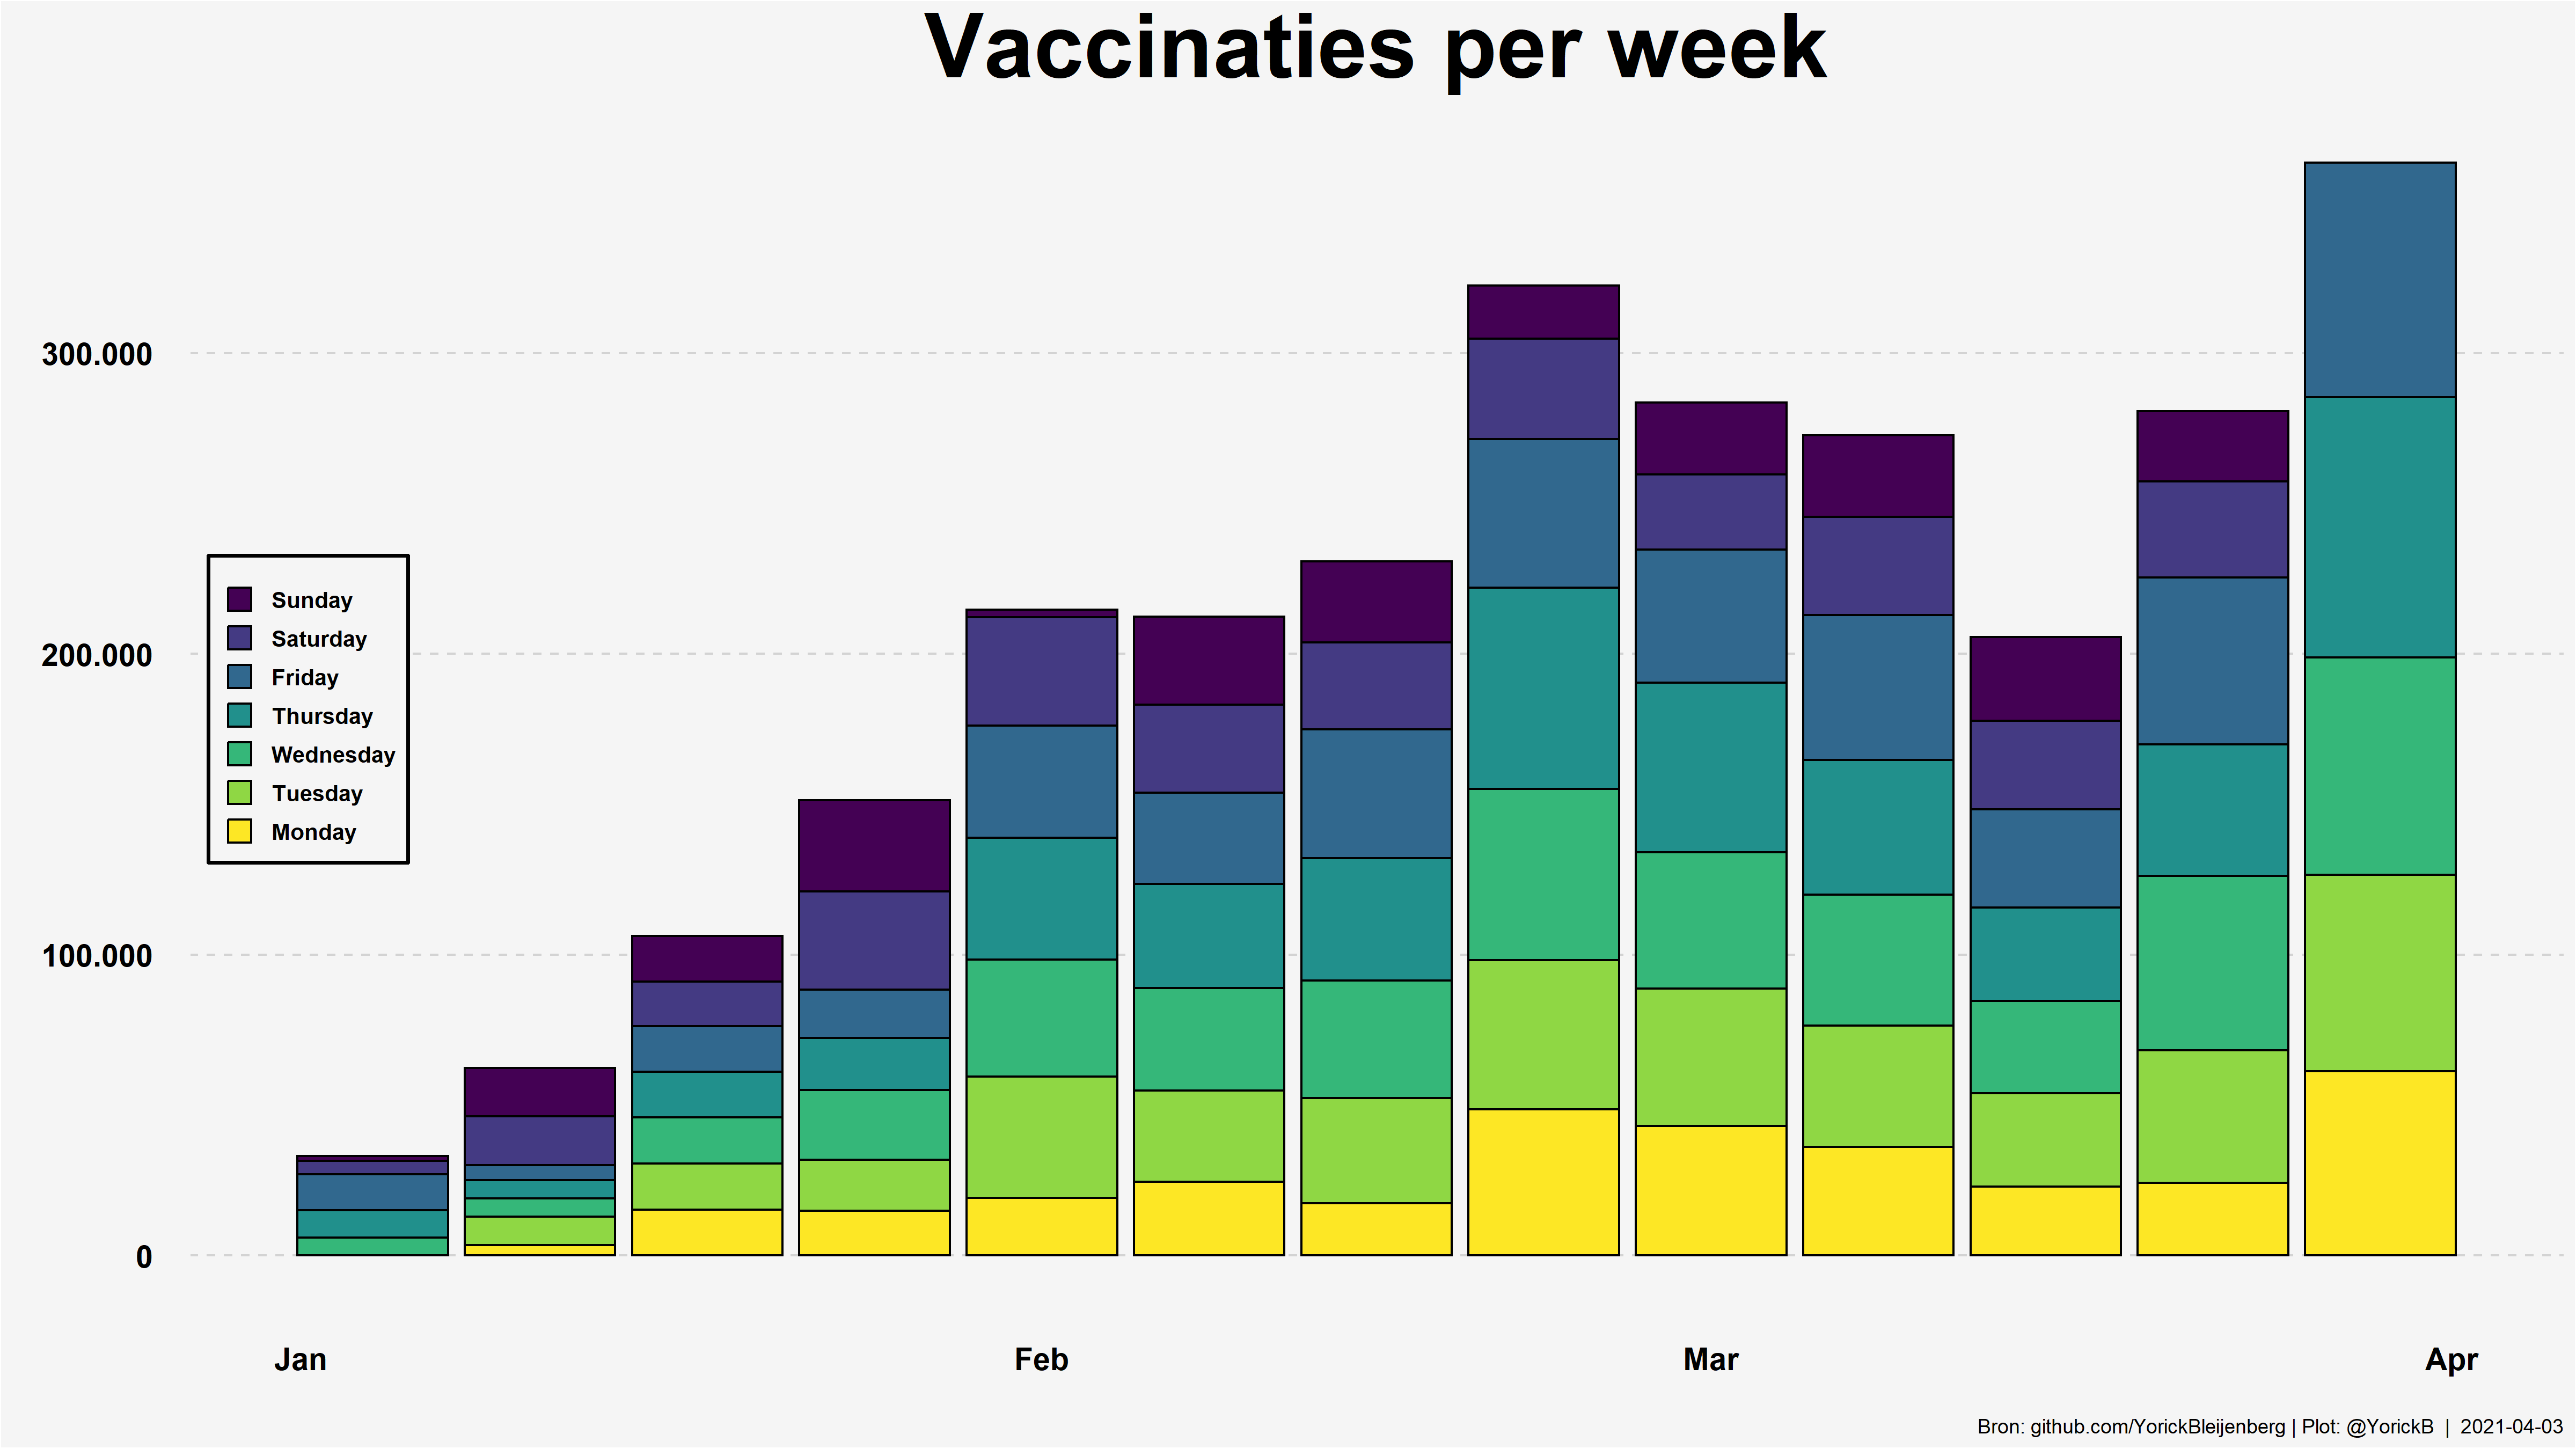 Vaccinaties per week
300.000
200.000
100.000
0
Sunday
Saturday
Friday
Thursday
Wednesday
Tuesday
Monday
Jan Feb Mar Apr
Bron: github.com/YorickBleijenberg | Plot: @YorickB | 2021-04-03